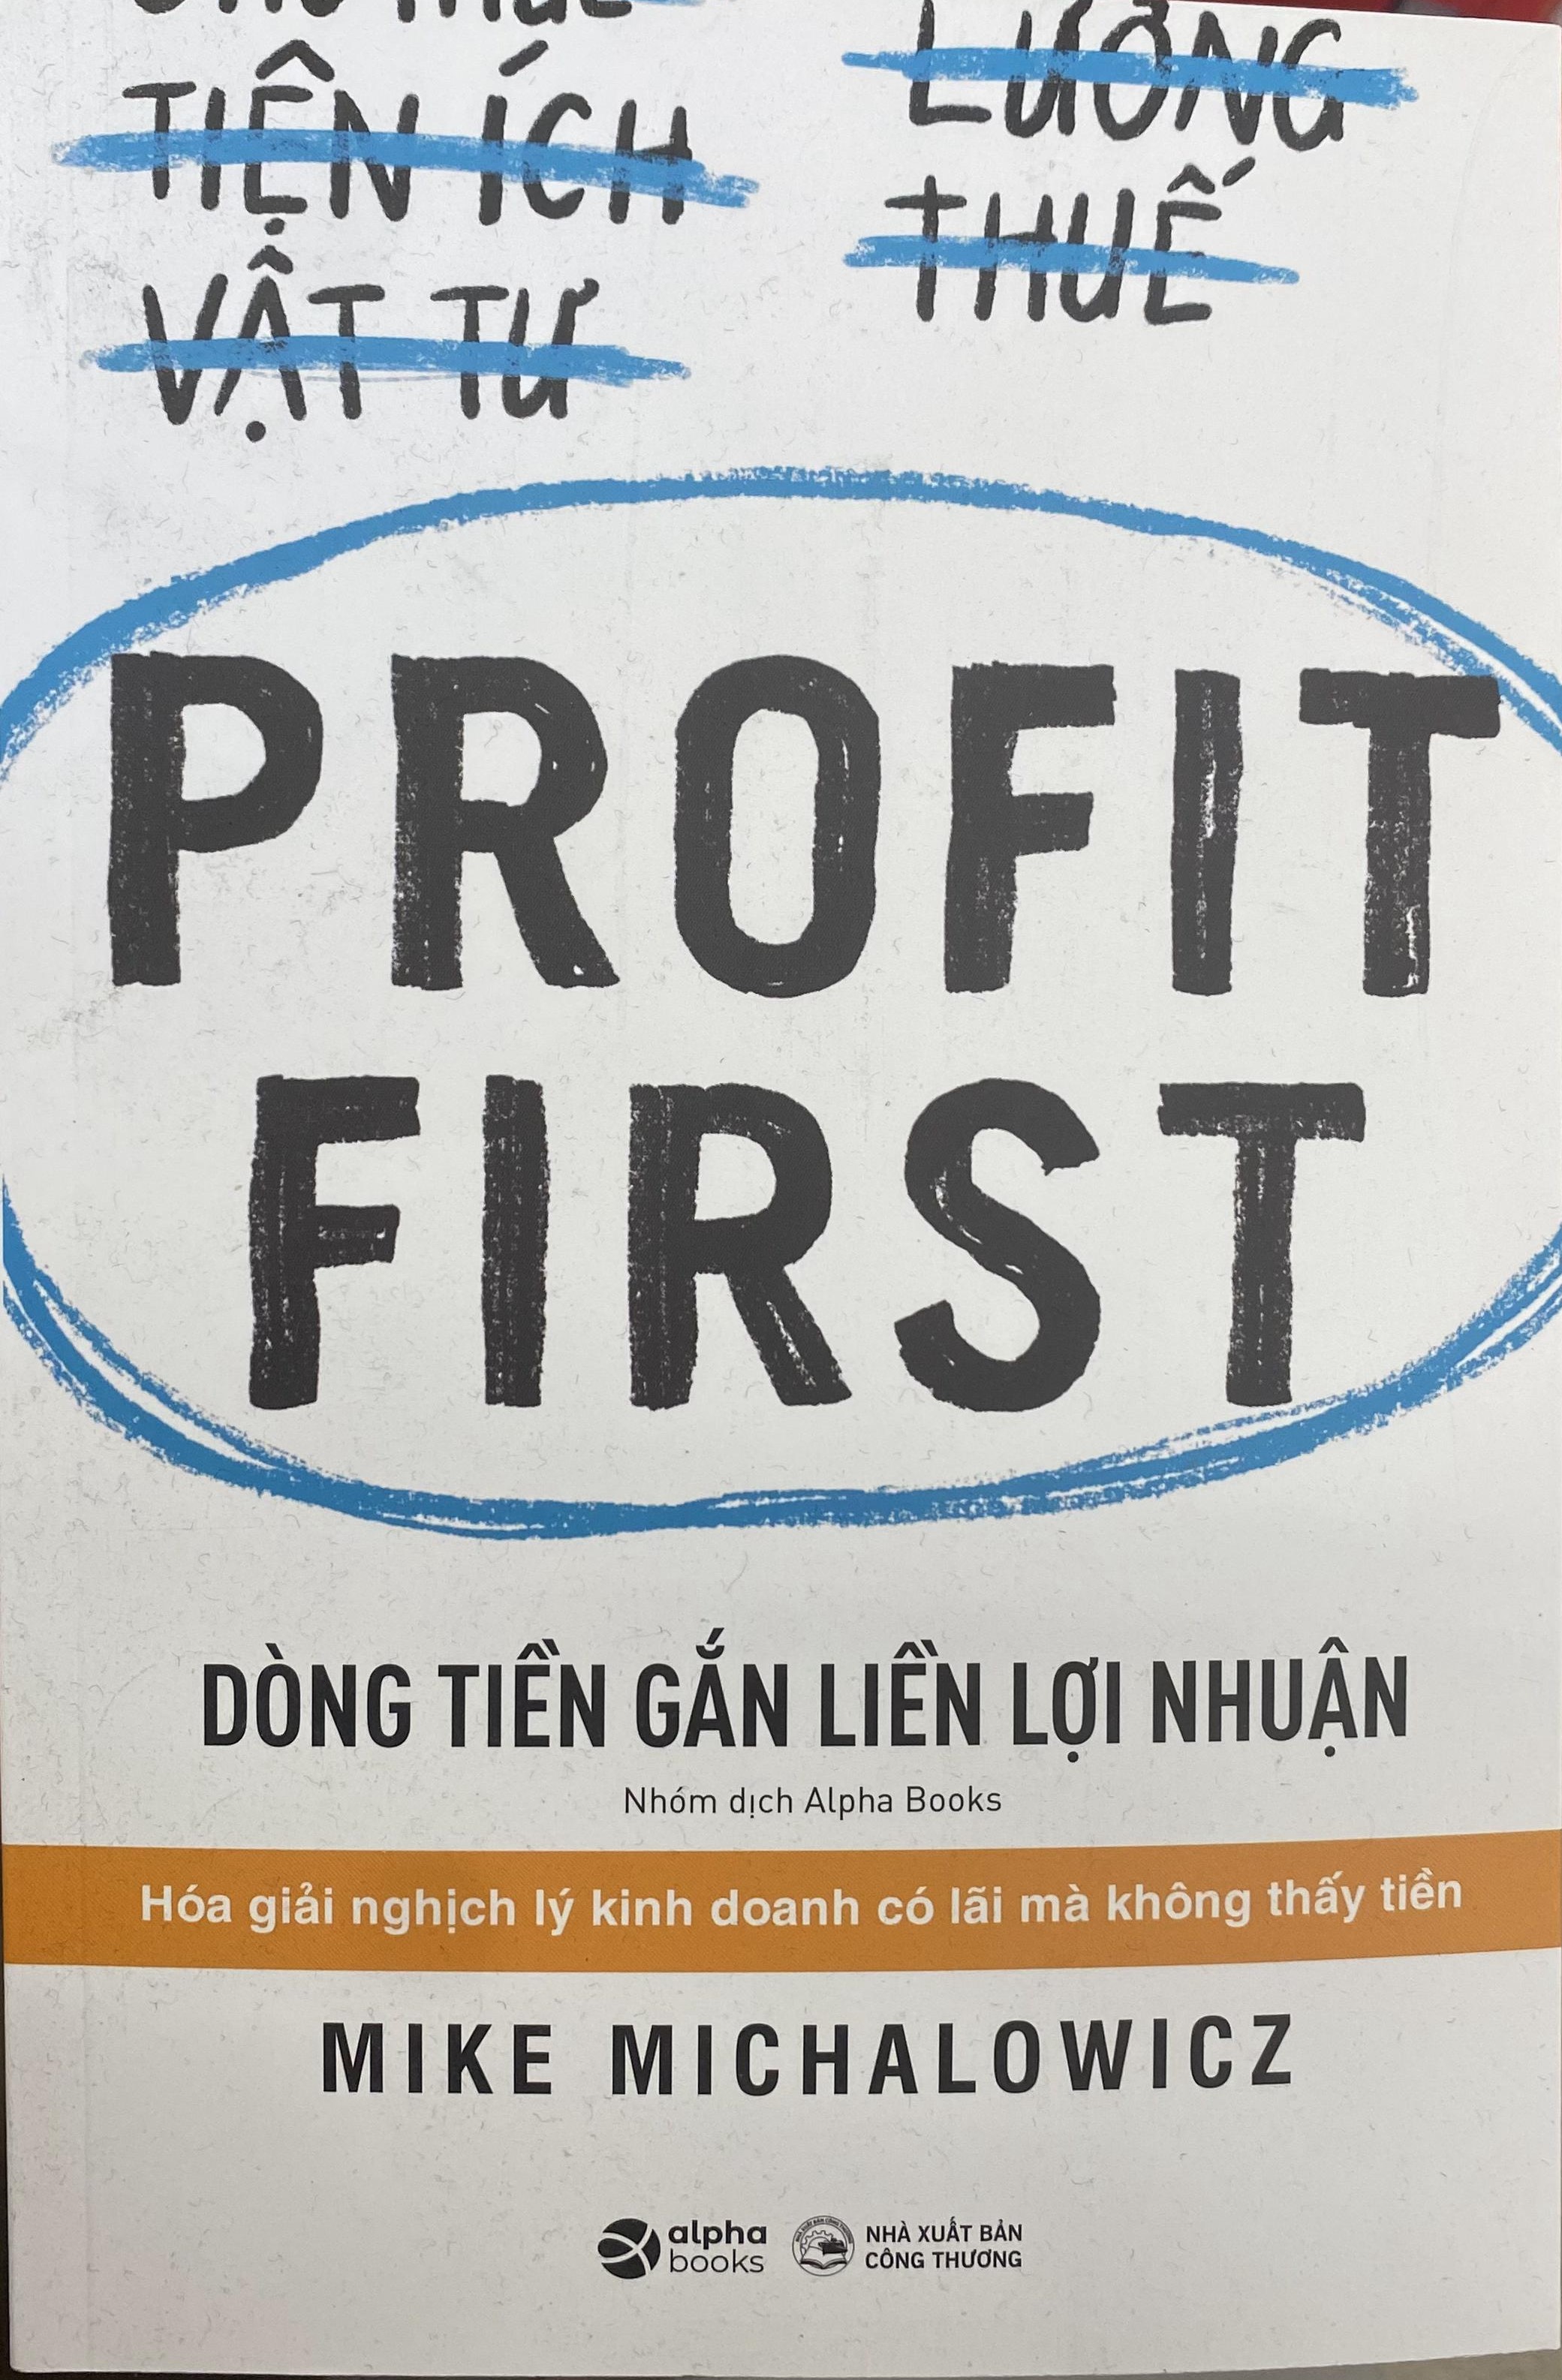 TIỆN ÍCH
VẬT TƯ
LƯƠNG
THUẾ
PROFIT
FIRST
DÒNG TIỀN GẮN LIỀN LỢI NHUẬN
Nhóm dịch Alpha Books
Hóa giải nghịch lý kinh doanh có lãi mà không thấy tiền
MIKE MICHALOWICZ
alpha
books
NHÀ XUẤT BẢN
CÔNG THƯƠNG